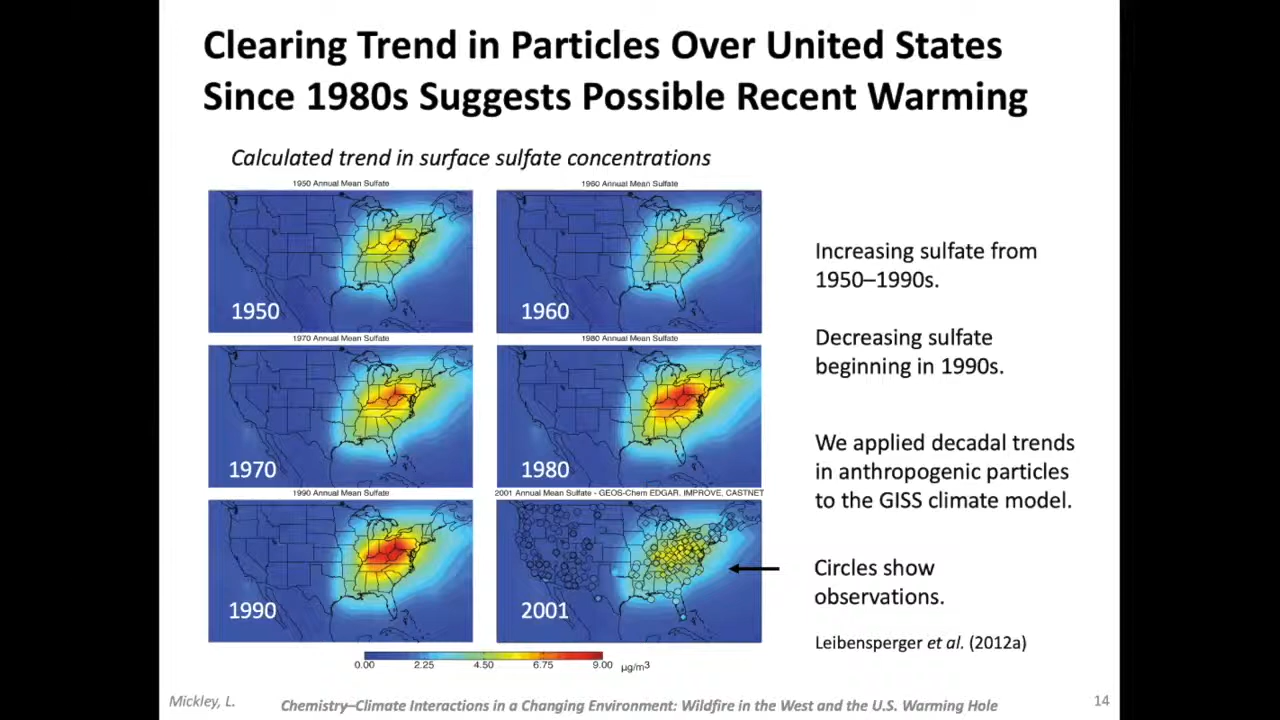 Clearing Trend in Particles Over United States
Since 1980s Suggests Possible Recent Warming
Calculated trend in surface sulfate concentrations
1950 Annual Mean Sulfate
1960 Annual Mean Sulfate
1950
1960
1970 Annual Mean Sulfate
1980 Annual Mean Sulfate
1970
1980
1990 Annual Mean Sulfate
2001 Annual Mean Sulfate - GEOS-Chem EDGAR, IMPROVE, CASTNET
1990
2001
0.00 2.25 4.50 6.75 9.00 µg/m³
Increasing sulfate from
1950–1990s.
Decreasing sulfate
beginning in 1990s.
We applied decadal trends
in anthropogenic particles
to the GISS climate model.
Circles show
observations.
Leibensperger et al. (2012a)
Mickley, L.
Chemistry–Climate Interactions in a Changing Environment: Wildfire in the West and the U.S. Warming Hole
14